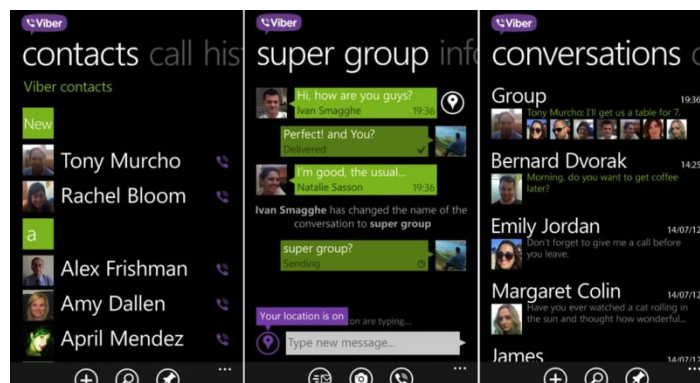 Viber
contacts call his
Viber contacts
New
Tony Murcho
Rachel Bloom
a
Alex Frishman
Amy Dallen
April Mendez
Viber
super group info
Hi, how are you guys?
Ivan Smagghe 19:36
Perfect! and You?
Delivered
I'm good, the usual...
Natalie Sasson 19:36
Ivan Smagghe has changed the name of the
conversation to super group
super group?
Sending
Your location is on
on are typing...
Type new message...
Viber
conversations
Group 19:36
Tony Murcho: I'll get us a table for 7.
Bernard Dvorak 14:25
Morning, do you want to get coffee
later?
Emily Jordan 14/07/12
Don't forget to give me a call before
you leave.
Margaret Colin 14/07/12
Have you ever watched a cat rolling in
the sun and thought how wonderful...
James 14/07/12